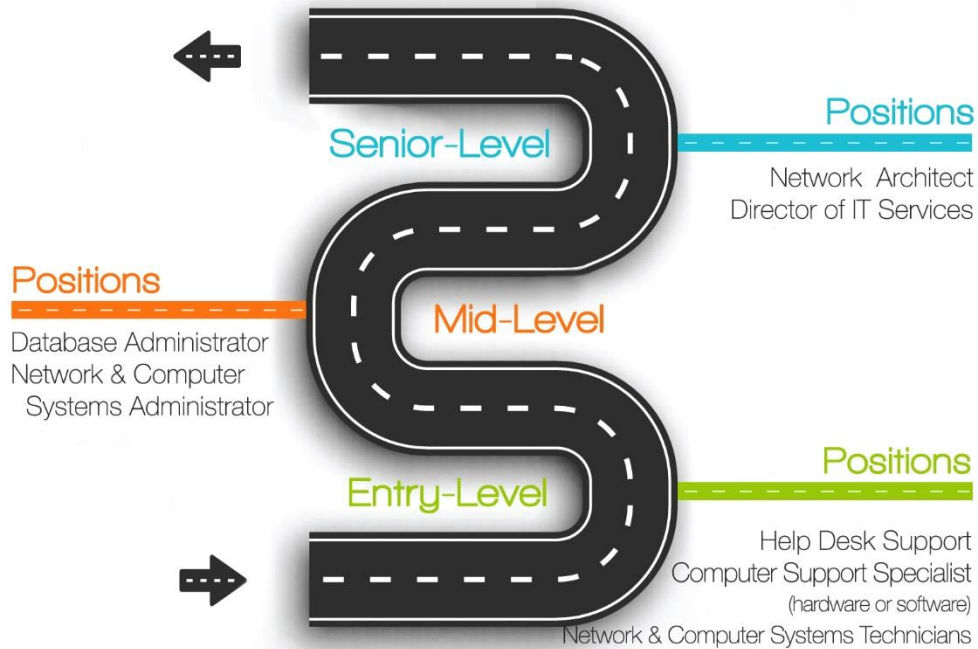 Senior-Level
Positions
Network Architect
Director of IT Services
Positions
Database Administrator
Network & Computer
Systems Administrator
Mid-Level
Entry-Level
Positions
Help Desk Support
Computer Support Specialist
(hardware or software)
Network & Computer Systems Technicians